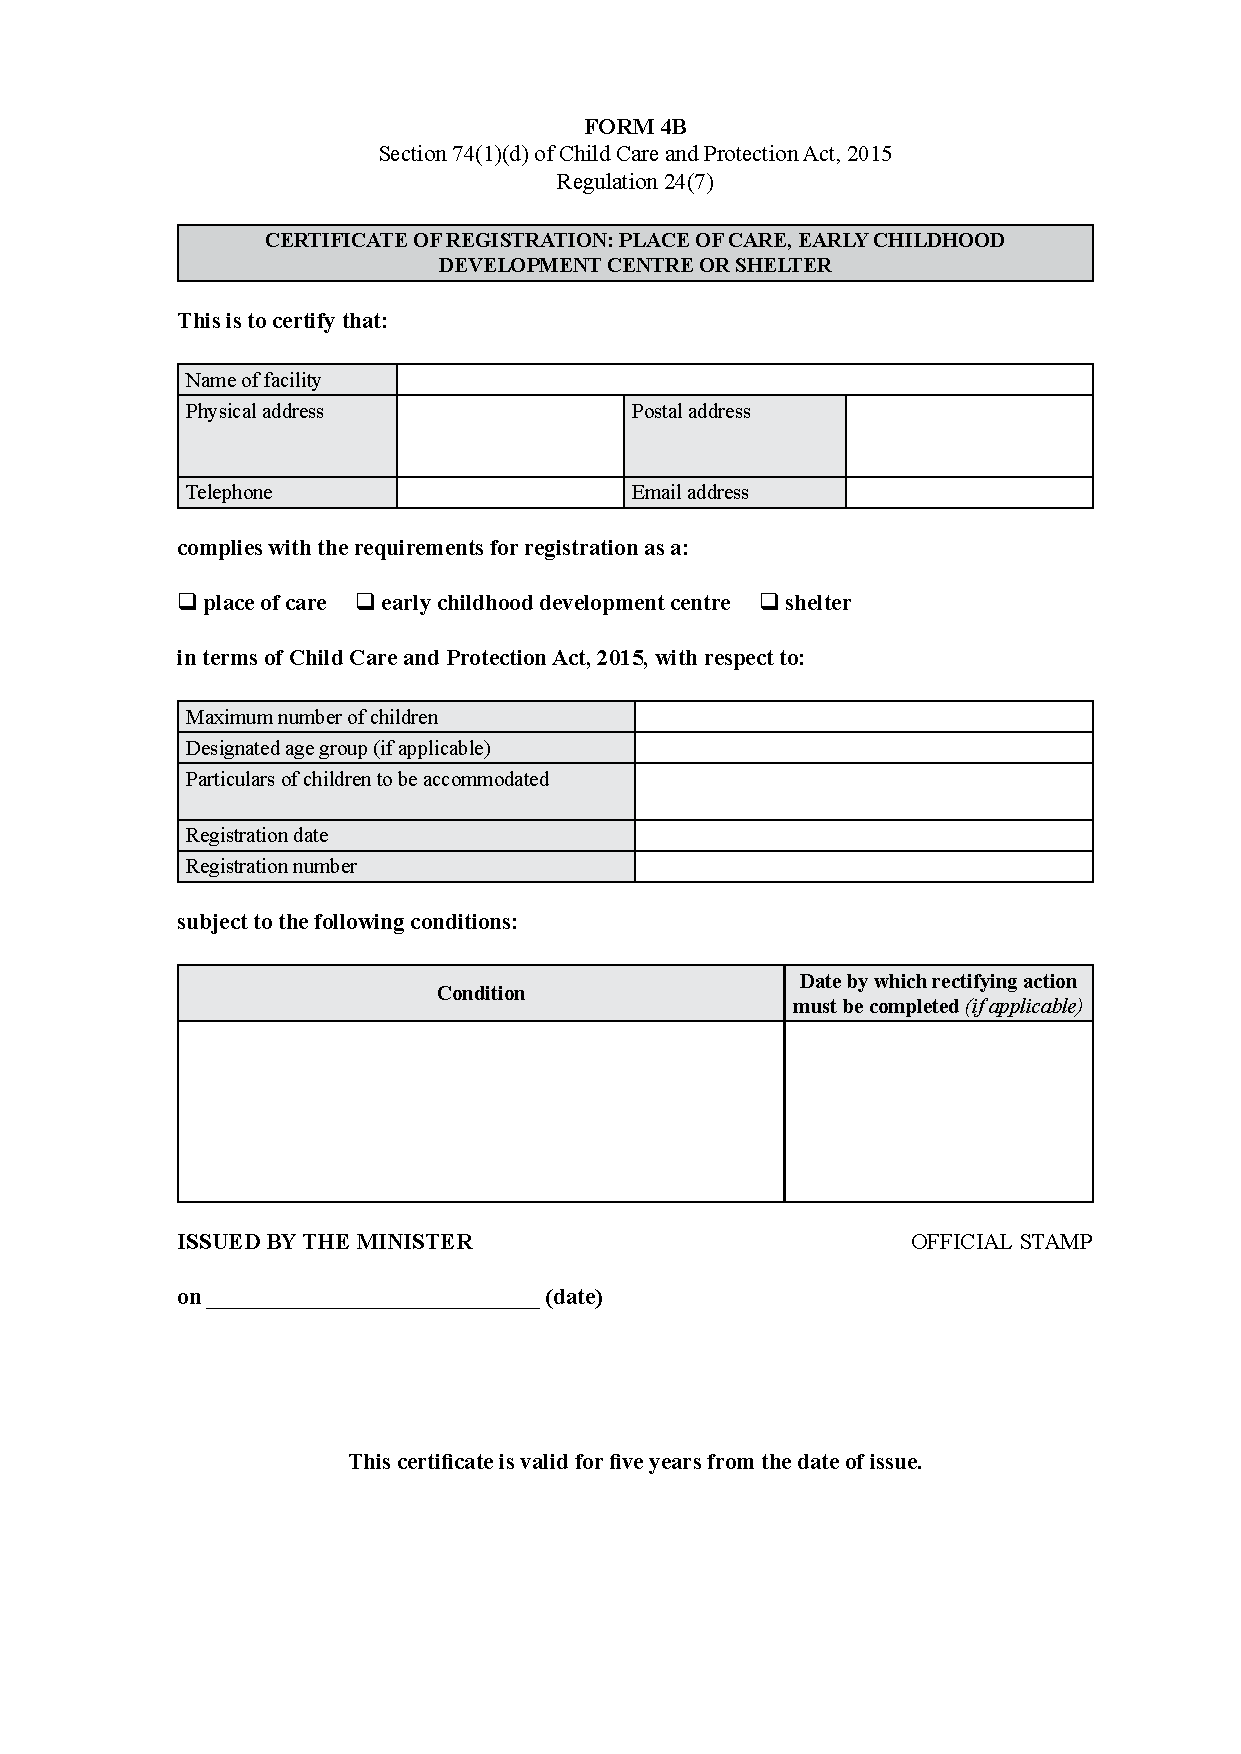 FORM 4B
Section 74(1)(d) of Child Care and Protection Act, 2015
Regulation 24(7)
CERTIFICATE OF REGISTRATION: PLACE OF CARE, EARLY CHILDHOOD
DEVELOPMENT CENTRE OR SHELTER
This is to certify that:
Name of facility
Physical address Postal address
Telephone Email address
complies with the requirements for registration as a:
❑ place of care ❑ early childhood development centre ❑ shelter
in terms of Child Care and Protection Act, 2015, with respect to:
Maximum number of children
Designated age group (if applicable)
Particulars of children to be accommodated
Registration date
Registration number
subject to the following conditions:
Condition
Date by which rectifying action
must be completed (if applicable)
ISSUED BY THE MINISTER OFFICIAL STAMP
on ______________________________ (date)
This certificate is valid for five years from the date of issue.